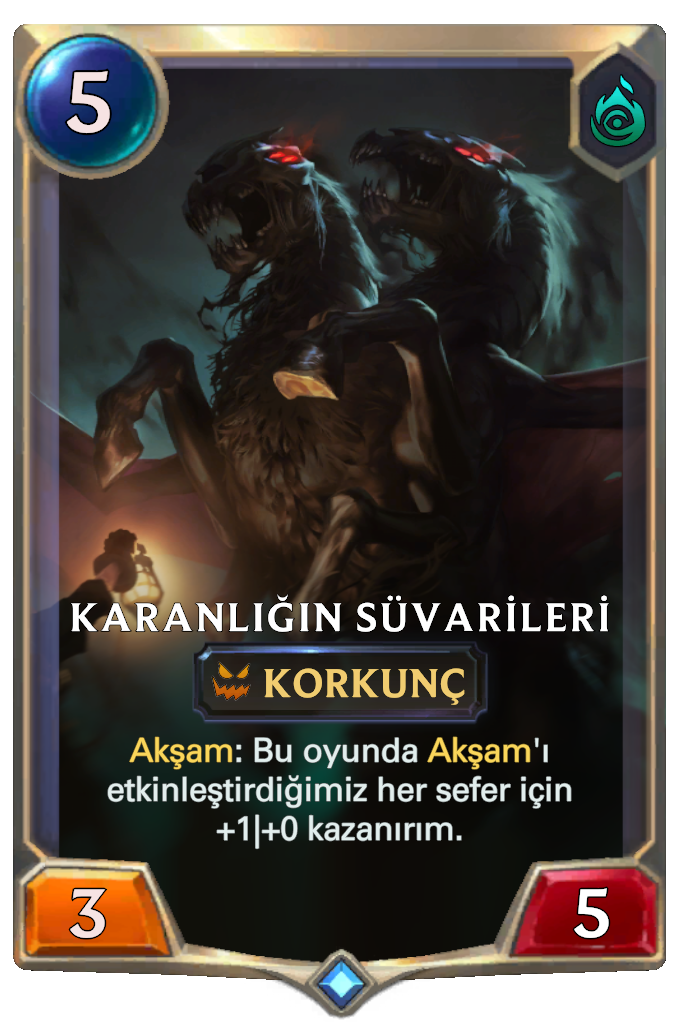 5
KARANLIĞIN SÜVARİLERİ
KORKUNÇ
Akşam: Bu oyunda Akşam'ı
etkinleştirdiğimiz her sefer için
+1|+0 kazanırım.
3
5